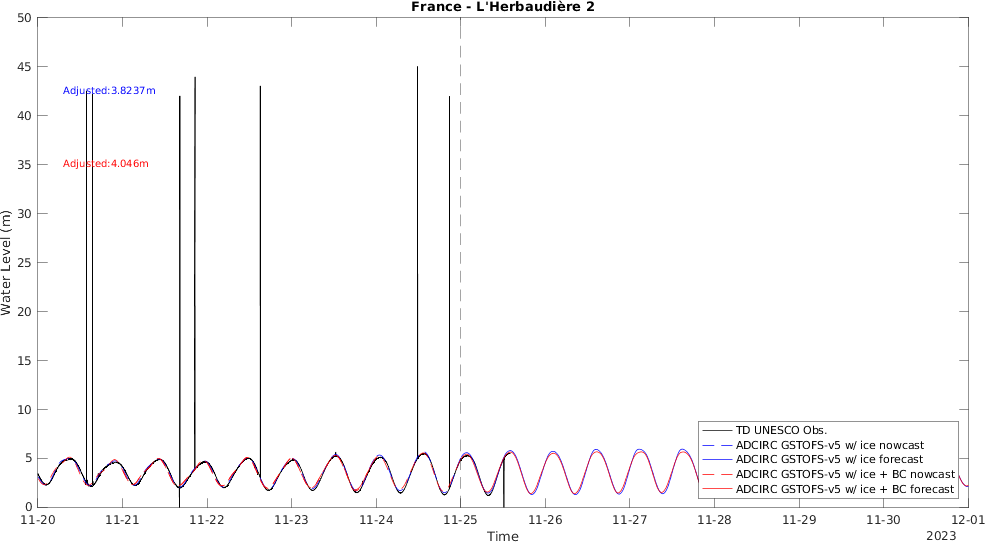 France - L'Herbaudière 2
50
45
40
35
30
25
20
15
10
5
0
Water Level (m)
Adjusted:3.8237m
Adjusted:4.046m
TD UNESCO Obs.
ADCIRC GSTOFS-v5 w/ ice nowcast
ADCIRC GSTOFS-v5 w/ ice forecast
ADCIRC GSTOFS-v5 w/ ice + BC nowcast
ADCIRC GSTOFS-v5 w/ ice + BC forecast
11-20 11-21 11-22 11-23 11-24 11-25 11-26 11-27 11-28 11-29 11-30 12-01
Time
2023